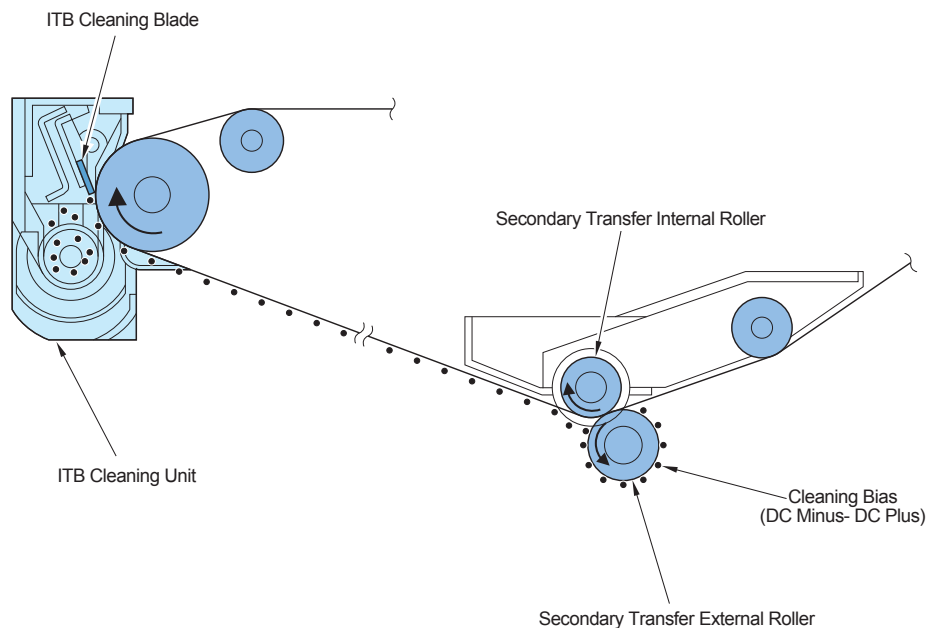 ITB Cleaning Blade
Secondary Transfer Internal Roller
ITB Cleaning Unit
Cleaning Bias
(DC Minus- DC Plus)
Secondary Transfer External Roller